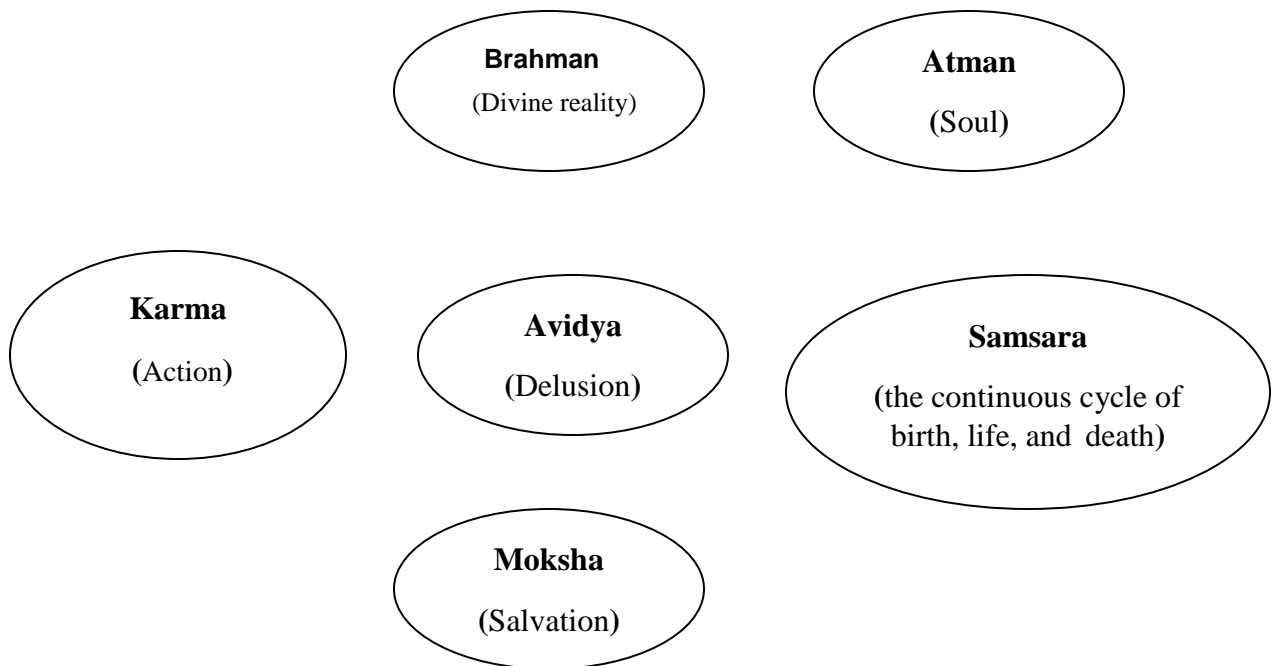 Brahman
(Divine reality)
Atman
(Soul)
Karma
(Action)
Avidya
(Delusion)
Samsara
(the continuous cycle of
birth, life, and death)
Moksha
(Salvation)